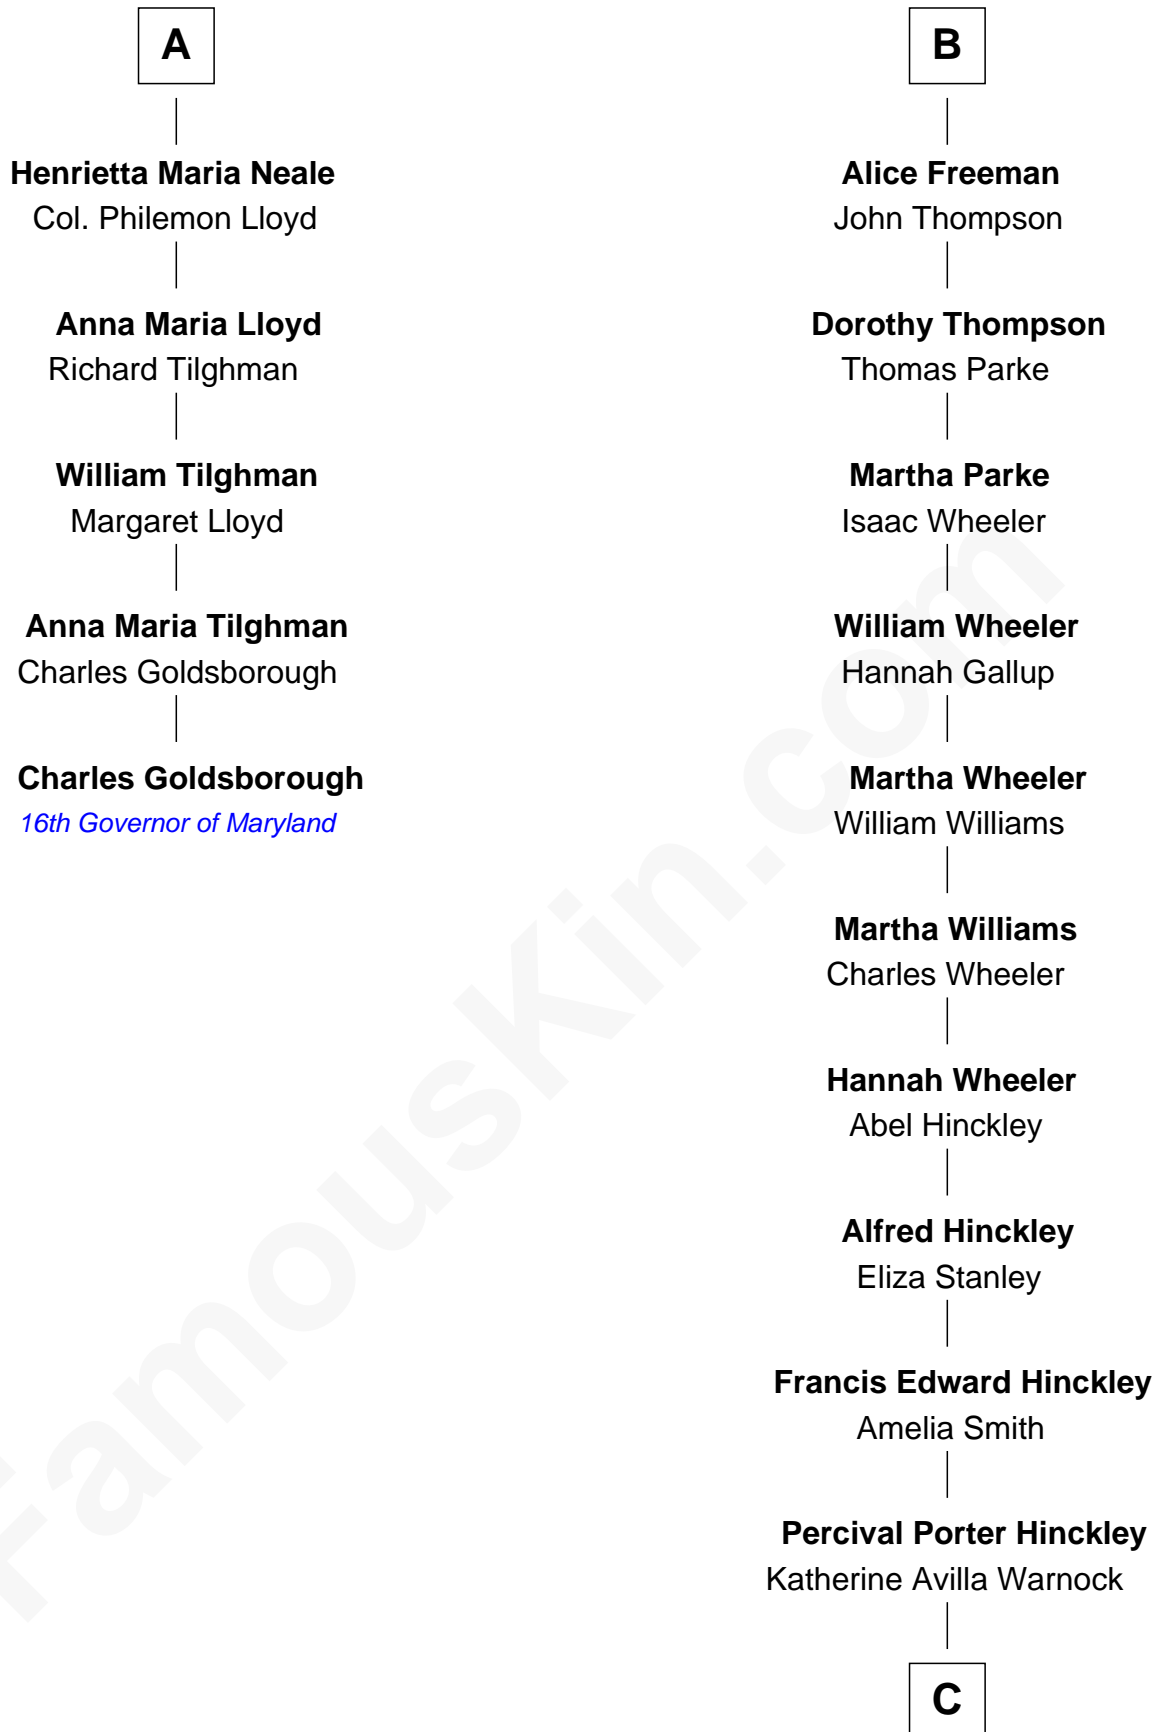 A
Henrietta Maria Neale
Col. Philemon Lloyd
Anna Maria Lloyd
Richard Tilghman
William Tilghman
Margaret Lloyd
Anna Maria Tilghman
Charles Goldsborough
Charles Goldsborough
16th Governor of Maryland
B
Alice Freeman
John Thompson
Dorothy Thompson
Thomas Parke
Martha Parke
Isaac Wheeler
William Wheeler
Hannah Gallup
Martha Wheeler
William Williams
Martha Williams
Charles Wheeler
Hannah Wheeler
Abel Hinckley
Alfred Hinckley
Eliza Stanley
Francis Edward Hinckley
Amelia Smith
Percival Porter Hinckley
Katherine Avilla Warnock
C
FamousKin.com